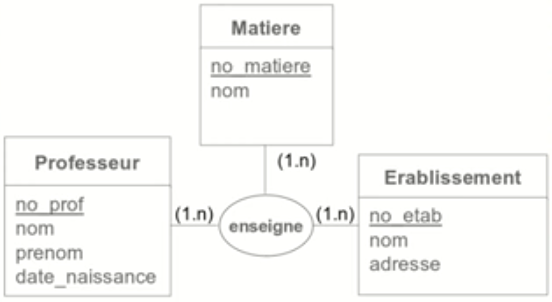 Matiere
no_matiere
nom
(1.n)
Professeur
no_prof
nom
prenom
date_naissance
(1.n)
enseigne
(1.n)
Erablissement
no_etab
nom
adresse